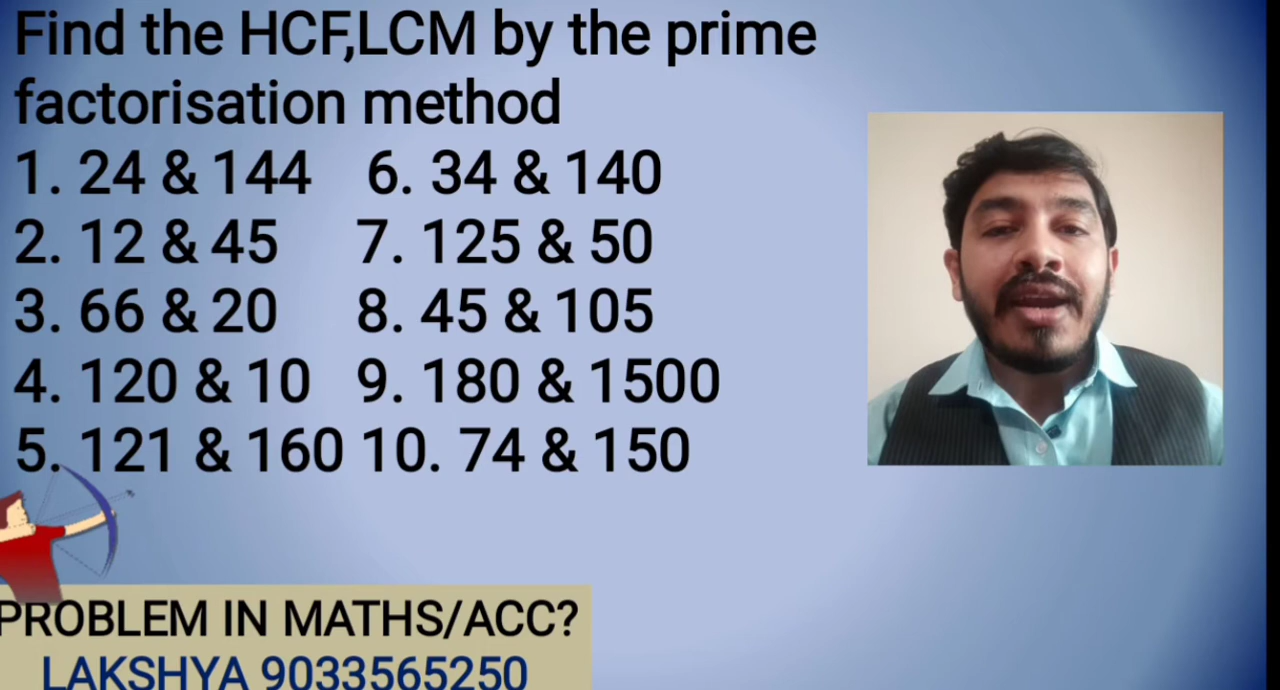 Find the HCF,LCM by the prime
factorisation method
1. 24 & 144 6. 34 & 140
2. 12 & 45 7. 125 & 50
3. 66 & 20 8. 45 & 105
4. 120 & 10 9. 180 & 1500
5. 121 & 160 10. 74 & 150
PROBLEM IN MATHS/ACC?
LAKSHYA 9033565250